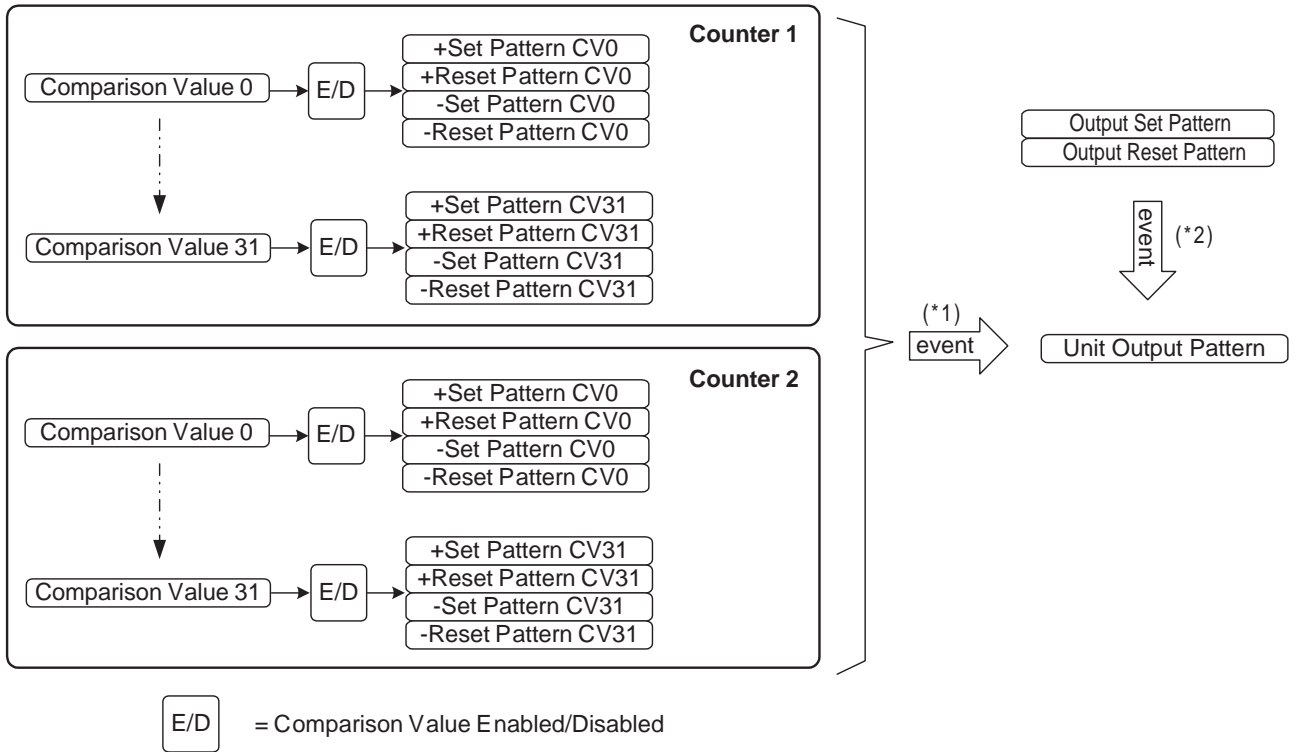 Counter 1
Comparison Value 0
E/D
+Set Pattern CV0
+Reset Pattern CV0
-Set Pattern CV0
-Reset Pattern CV0
Comparison Value 31
E/D
+Set Pattern CV31
+Reset Pattern CV31
-Set Pattern CV31
-Reset Pattern CV31
Counter 2
Comparison Value 0
E/D
+Set Pattern CV0
+Reset Pattern CV0
-Set Pattern CV0
-Reset Pattern CV0
Comparison Value 31
E/D
+Set Pattern CV31
+Reset Pattern CV31
-Set Pattern CV31
-Reset Pattern CV31
(*1)
event
Output Set Pattern
Output Reset Pattern
event
(*2)
Unit Output Pattern
E/D = Comparison Value Enabled/Disabled